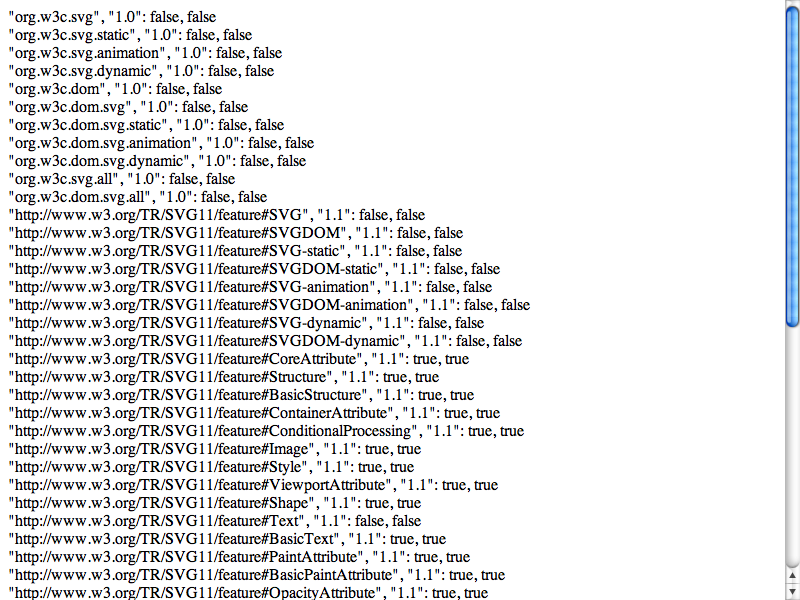 "org.w3c.svg", "1.0": false, false
"org.w3c.svg.static", "1.0": false, false
"org.w3c.svg.animation", "1.0": false, false
"org.w3c.svg.dynamic", "1.0": false, false
"org.w3c.dom", "1.0": false, false
"org.w3c.dom.svg", "1.0": false, false
"org.w3c.dom.svg.static", "1.0": false, false
"org.w3c.dom.svg.animation", "1.0": false, false
"org.w3c.dom.svg.dynamic", "1.0": false, false
"org.w3c.svg.all", "1.0": false, false
"org.w3c.dom.svg.all", "1.0": false, false
"http://www.w3.org/TR/SVG11/feature#SVG", "1.1": false, false
"http://www.w3.org/TR/SVG11/feature#SVGDOM", "1.1": false, false
"http://www.w3.org/TR/SVG11/feature#SVG-static", "1.1": false, false
"http://www.w3.org/TR/SVG11/feature#SVGDOM-static", "1.1": false, false
"http://www.w3.org/TR/SVG11/feature#SVG-animation", "1.1": false, false
"http://www.w3.org/TR/SVG11/feature#SVGDOM-animation", "1.1": false, false
"http://www.w3.org/TR/SVG11/feature#SVG-dynamic", "1.1": false, false
"http://www.w3.org/TR/SVG11/feature#SVGDOM-dynamic", "1.1": false, false
"http://www.w3.org/TR/SVG11/feature#CoreAttribute", "1.1": true, true
"http://www.w3.org/TR/SVG11/feature#Structure", "1.1": true, true
"http://www.w3.org/TR/SVG11/feature#BasicStructure", "1.1": true, true
"http://www.w3.org/TR/SVG11/feature#ContainerAttribute", "1.1": true, true
"http://www.w3.org/TR/SVG11/feature#ConditionalProcessing", "1.1": true, true
"http://www.w3.org/TR/SVG11/feature#Image", "1.1": true, true
"http://www.w3.org/TR/SVG11/feature#Style", "1.1": true, true
"http://www.w3.org/TR/SVG11/feature#ViewportAttribute", "1.1": true, true
"http://www.w3.org/TR/SVG11/feature#Shape", "1.1": true, true
"http://www.w3.org/TR/SVG11/feature#Text", "1.1": false, false
"http://www.w3.org/TR/SVG11/feature#BasicText", "1.1": true, true
"http://www.w3.org/TR/SVG11/feature#PaintAttribute", "1.1": true, true
"http://www.w3.org/TR/SVG11/feature#BasicPaintAttribute", "1.1": true, true
"http://www.w3.org/TR/SVG11/feature#OpacityAttribute", "1.1": true, true